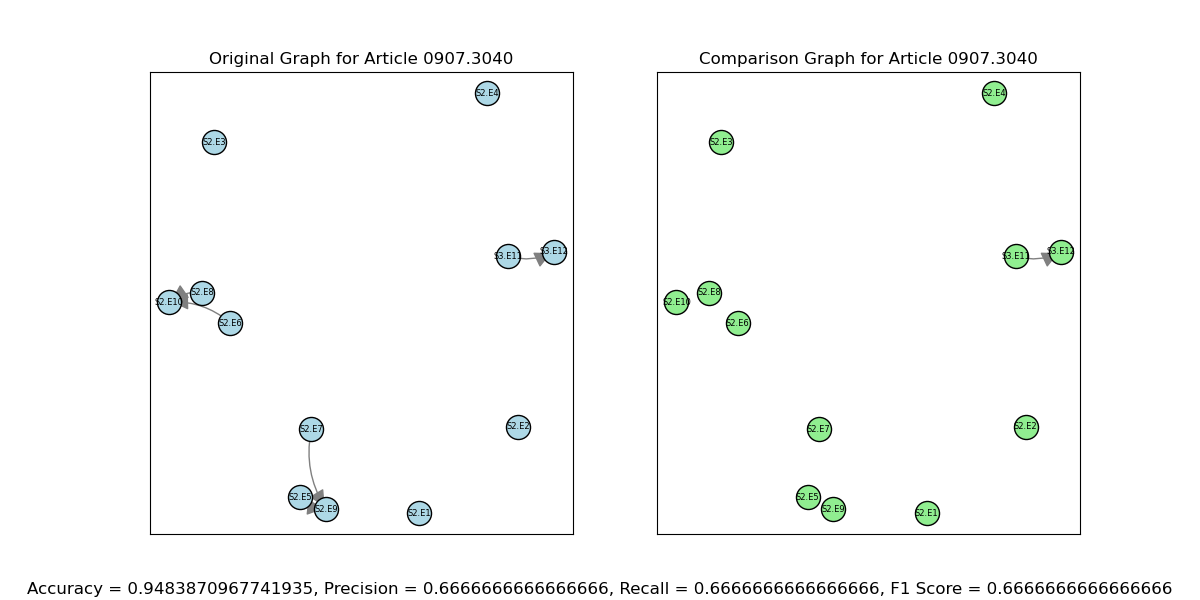 Original Graph for Article 0907.3040
Comparison Graph for Article 0907.3040
S2.E4
S2.E3
S3.E11
S3.E12
S2.E8
S2.E10
S2.E6
S2.E7
S2.E2
S2.E5
S2.E9
S2.E1
S2.E4
S2.E3
S3.E11
S3.E12
S2.E8
S2.E10
S2.E6
S2.E7
S2.E2
S2.E5
S2.E9
S2.E1
Accuracy = 0.9483870967741935, Precision = 0.6666666666666666, Recall = 0.6666666666666666, F1 Score = 0.6666666666666666